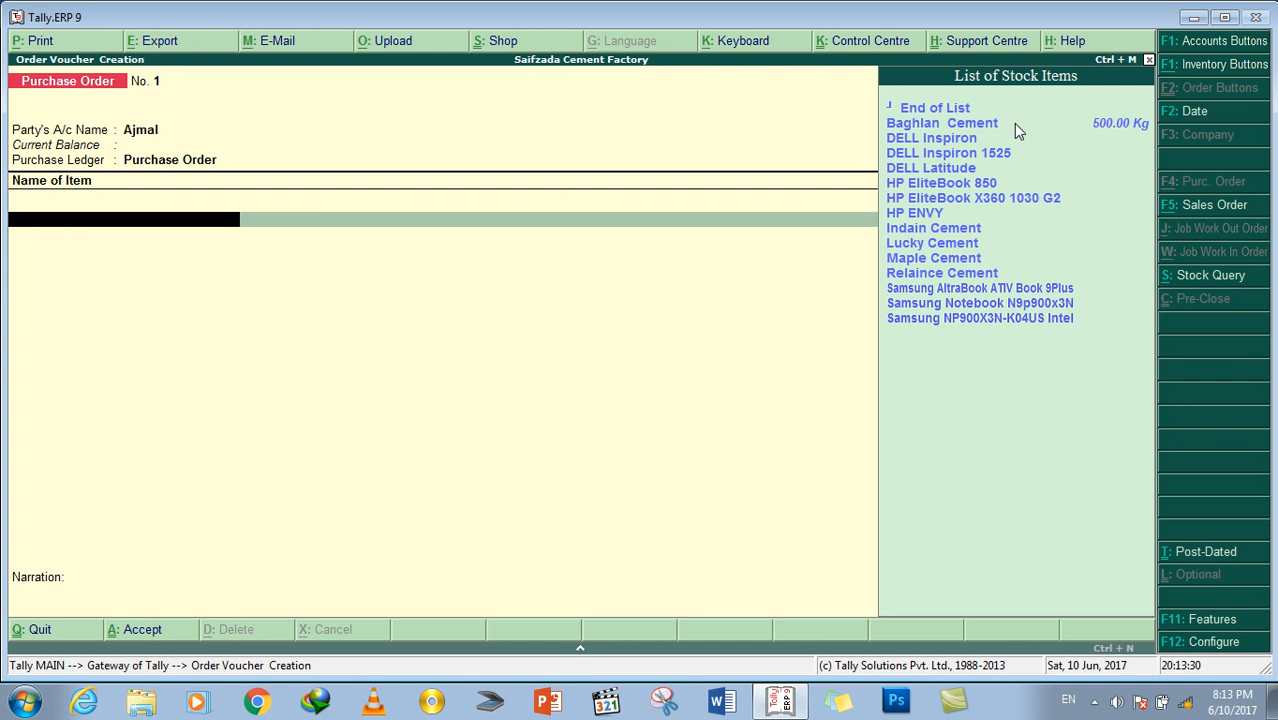 Tally.ERP 9
P: Print E: Export M: E-Mail O: Upload S: Shop G: Language K: Keyboard K: Control Centre H: Support Centre H: Help
Order Voucher Creation Saifzada Cement Factory Ctrl + M
Purchase Order No. 1
Party's A/c Name : Ajmal
Current Balance :
Purchase Ledger : Purchase Order
Name of Item
List of Stock Items
End of List
Baghlan Cement 500.00 Kg
DELL Inspiron
DELL Inspiron 1525
DELL Latitude
HP EliteBook 850
HP EliteBook X360 1030 G2
HP ENVY
Indain Cement
Lucky Cement
Maple Cement
Relaince Cement
Samsung AltraBook ATIV Book 9Plus
Samsung Notebook N9p900x3N
Samsung NP900X3N-K04US Intel
F1: Accounts Buttons
F1: Inventory Buttons
F2: Order Buttons
F2: Date
F3: Company
F4: Purc. Order
F5: Sales Order
J: Job Work Out Order
W: Job Work In Order
S: Stock Query
C: Pre-Close
T: Post-Dated
L: Optional
F11: Features
F12: Configure
Narration:
Q: Quit A: Accept D: Delete X: Cancel
Ctrl + N
Tally MAIN --> Gateway of Tally --> Order Voucher Creation (c) Tally Solutions Pvt. Ltd., 1988-2013 Sat, 10 Jun, 2017 20:13:30
321
W
Tally
ERP 9
Ps
EN
8:13 PM
6/10/2017